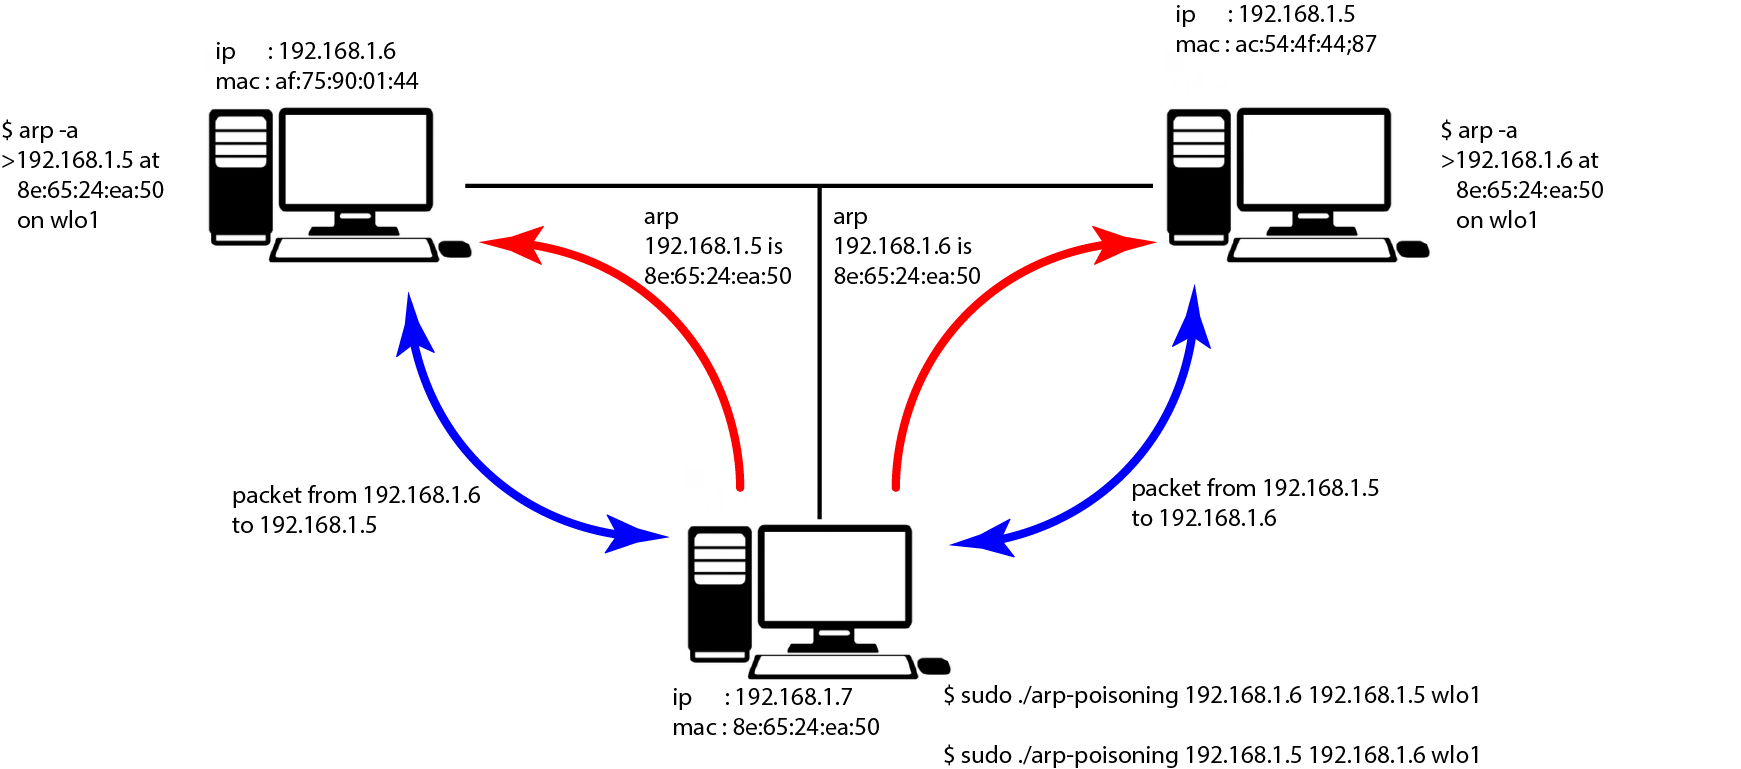 ip : 192.168.1.6
mac : af:75:90:01:44
ip : 192.168.1.5
mac : ac:54:4f:44;87
$ arp -a
>192.168.1.5 at
8e:65:24:ea:50
on wlo1
$ arp -a
>192.168.1.6 at
8e:65:24:ea:50
on wlo1
arp
192.168.1.5 is
8e:65:24:ea:50
arp
192.168.1.6 is
8e:65:24:ea:50
packet from 192.168.1.6
to 192.168.1.5
packet from 192.168.1.5
to 192.168.1.6
ip : 192.168.1.7
mac : 8e:65:24:ea:50
$ sudo ./arp-poisoning 192.168.1.6 192.168.1.5 wlo1
$ sudo ./arp-poisoning 192.168.1.5 192.168.1.6 wlo1